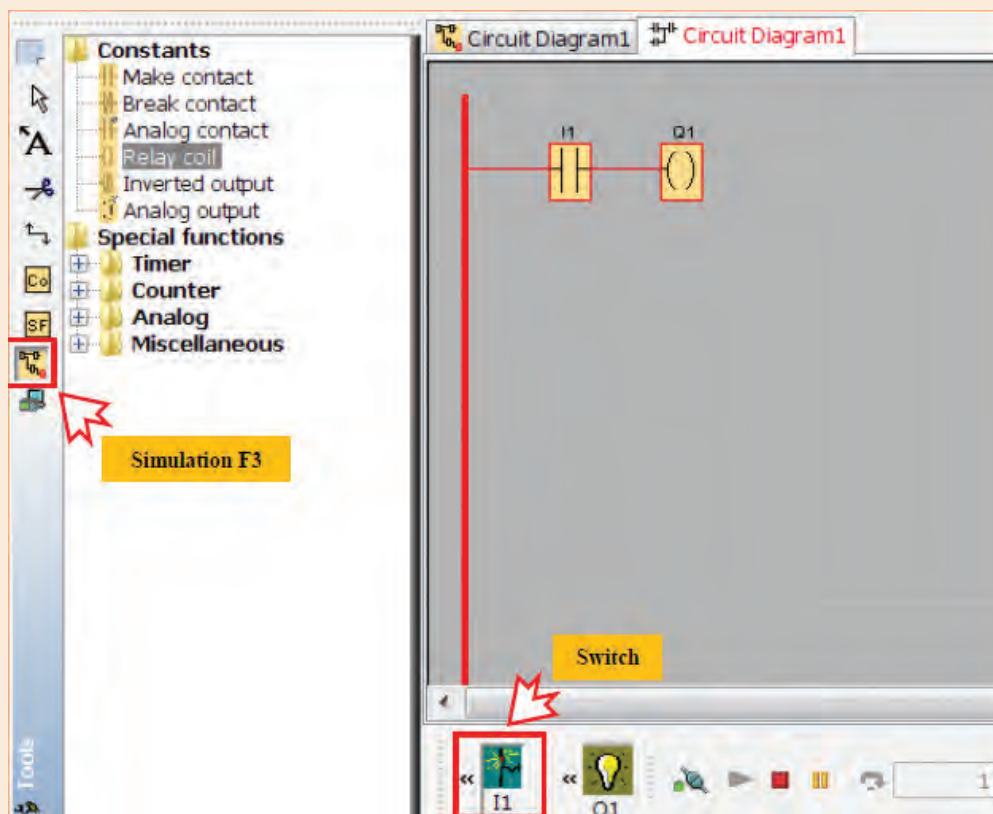 Circuit Diagram1
Circuit Diagram1
Constants
Make contact
Break contact
Analog contact
Relay coil
Inverted output
Analog output
Special functions
Timer
Counter
Analog
Miscellaneous
A
Co
SF
Simulation F3
Tools
I1
Q1
Switch
«
I1
«
Q1
1